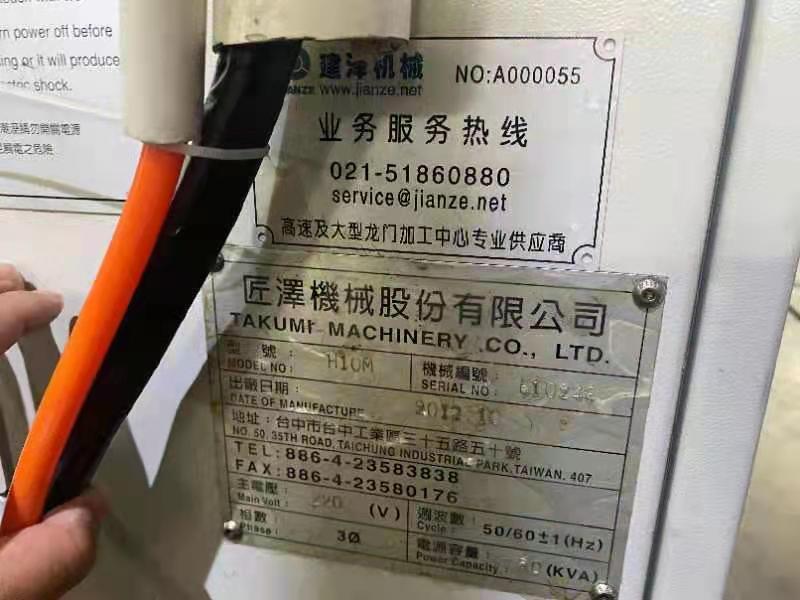 rn power off before
ing or it will produce
electric shock.
建泽机械
NO:A000055
JIANZE www.jianze.net
业务服务热线
021-51860880
service@jianze.net
高速及大型龙门加工中心专业供应商
匠澤機械股份有限公司
TAKUMI MACHINERY CO., LTD.
型號:
MODEL NO: H10M
機械編號:
SERIAL NO:
出廠日期:
DATE OF MANUFACTURE 2012 10
地址:台中市台中工業區三十五路五十號
NO. 50, 35TH ROAD, TAICHUNG INDUSTRIAL PARK, TAIWAN, 407
TEL:886-4-23583838
FAX:886-4-23580176
主電壓:
Main Volt: 220 (V)
週波數:
Cycle: 50/60±1(Hz)
相數:
Phase: 3Ø
電源容量:
Power Capacity: (KVA)